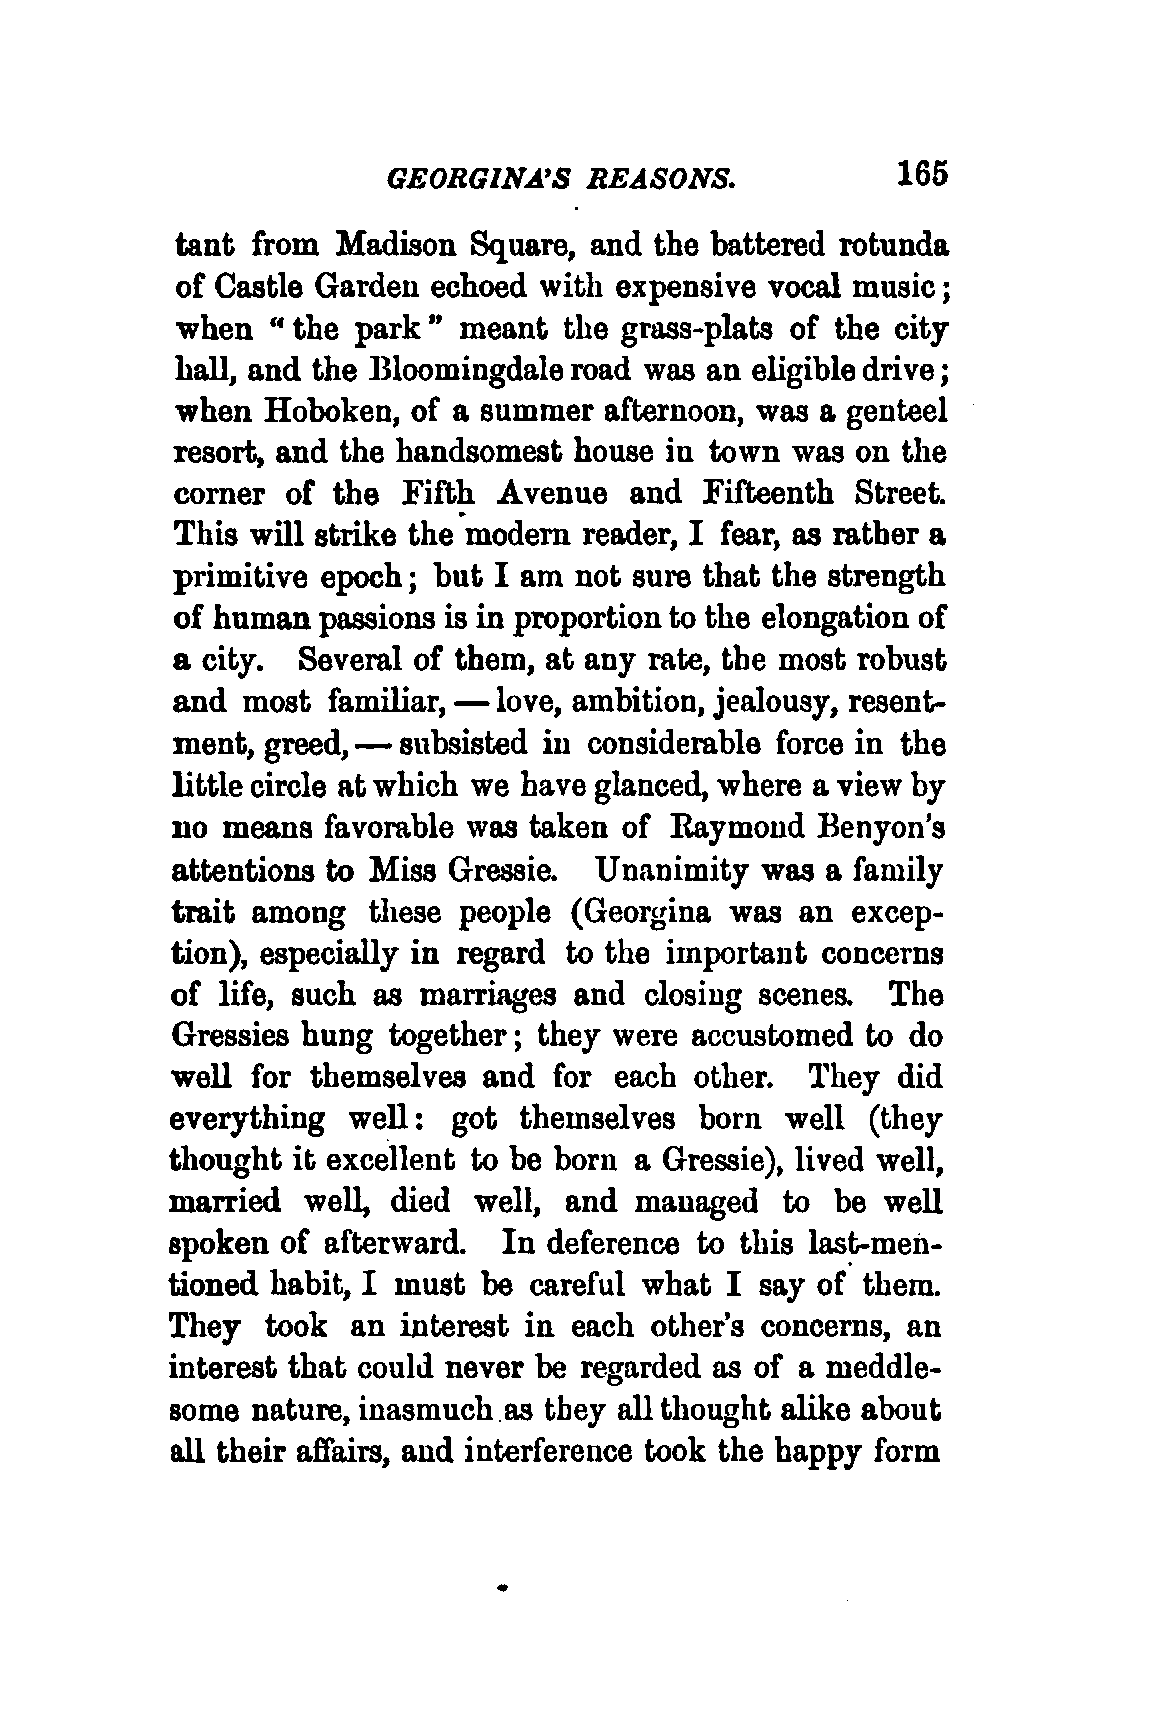 GEORGINA'S REASONS. 165
tant from Madison Square, and the battered rotunda
of Castle Garden echoed with expensive vocal music;
when "the park" meant the grass-plats of the city
hall, and the Bloomingdale road was an eligible drive;
when Hoboken, of a summer afternoon, was a genteel
resort, and the handsomest house in town was on the
corner of the Fifth Avenue and Fifteenth Street.
This will strike the modern reader, I fear, as rather a
primitive epoch; but I am not sure that the strength
of human passions is in proportion to the elongation of
a city. Several of them, at any rate, the most robust
and most familiar, — love, ambition, jealousy, resent-
ment, greed, — subsisted in considerable force in the
little circle at which we have glanced, where a view by
no means favorable was taken of Raymond Benyon's
attentions to Miss Gressie. Unanimity was a family
trait among these people (Georgina was an excep-
tion), especially in regard to the important concerns
of life, such as marriages and closing scenes. The
Gressies hung together; they were accustomed to do
well for themselves and for each other. They did
everything well: got themselves born well (they
thought it excellent to be born a Gressie), lived well,
married well, died well, and managed to be well
spoken of afterward. In deference to this last-men-
tioned habit, I must be careful what I say of them.
They took an interest in each other's concerns, an
interest that could never be regarded as of a meddle-
some nature, inasmuch as they all thought alike about
all their affairs, and interference took the happy form